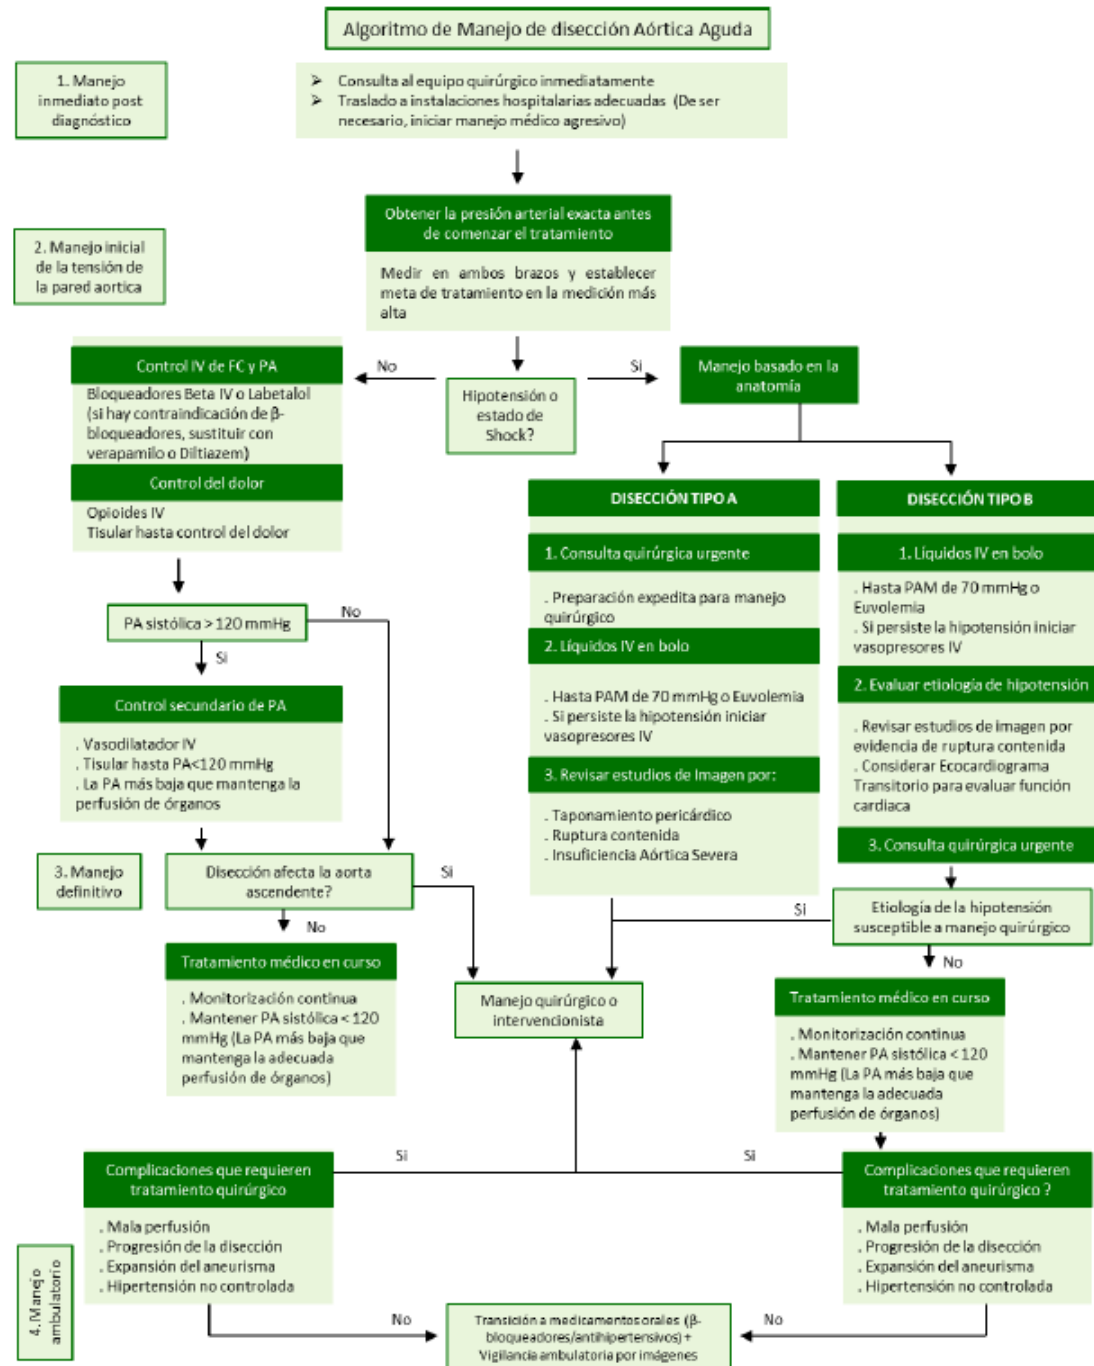 Algoritmo de Manejo de disección Aórtica Aguda
1. Manejo
inmediato post
diagnóstico
➢ Consulta al equipo quirúrgico inmediatamente
➢ Traslado a instalaciones hospitalarias adecuadas (De ser
necesario, iniciar manejo médico agresivo)
Obtener la presión arterial exacta antes
de comenzar el tratamiento
2. Manejo inicial
de la tensión de
la pared aortica
Medir en ambos brazos y establecer
meta de tratamiento en la medición más
alta
Control IV de FC y PA
No
Si
Manejo basado en la
anatomía
Hipotensión o
estado de
Shock?
Bloqueadores Beta IV o Labetalol
(si hay contraindicación de β-
bloqueadores, sustituir con
verapamilo o Diltiazem)
Control del dolor
Opioides IV
Tisular hasta control del dolor
DISECCIÓN TIPO A
1. Consulta quirúrgica urgente
. Preparación expedita para manejo
quirúrgico
2. Líquidos IV en bolo
. Hasta PAM de 70 mmHg o Euvolemia
. Si persiste la hipotensión iniciar
vasopresores IV
3. Revisar estudios de Imagen por:
. Taponamiento pericárdico
. Ruptura contenida
. Insuficiencia Aórtica Severa
DISECCIÓN TIPO B
1. Líquidos IV en bolo
. Hasta PAM de 70 mmHg o
Euvolemia
. Si persiste la hipotensión iniciar
vasopresores IV
2. Evaluar etiología de hipotensión
. Revisar estudios de imagen por
evidencia de ruptura contenida
. Considerar Ecocardiograma
Transitorio para evaluar función
cardiaca
3. Consulta quirúrgica urgente
PA sistólica > 120 mmHg
No
Si
Control secundario de PA
. Vasodilatador IV
. Tisular hasta PA<120 mmHg
. La PA más baja que mantenga la
perfusión de órganos
3. Manejo
definitivo
Disección afecta la aorta
ascendente?
Si
No
Si
Etiología de la hipotensión
susceptible a manejo quirúrgico
No
Tratamiento médico en curso
. Monitorización continua
. Mantener PA sistólica < 120
mmHg (La PA más baja que
mantenga la adecuada
perfusión de órganos)
Manejo quirúrgico o
intervencionista
Tratamiento médico en curso
. Monitorización continua
. Mantener PA sistólica < 120
mmHg (La PA más baja que
mantenga la adecuada
perfusión de órganos)
Si
Si
Complicaciones que requieren
tratamiento quirúrgico
. Mala perfusión
. Progresión de la disección
. Expansión del aneurisma
. Hipertensión no controlada
Complicaciones que requieren
tratamiento quirúrgico ?
. Mala perfusión
. Progresión de la disección
. Expansión del aneurisma
. Hipertensión no controlada
4. Manejo
ambulatorio
No
Transición a medicamentos orales (β-
bloqueadores/antihipertensivos) +
Vigilancia ambulatoria por imágenes
No